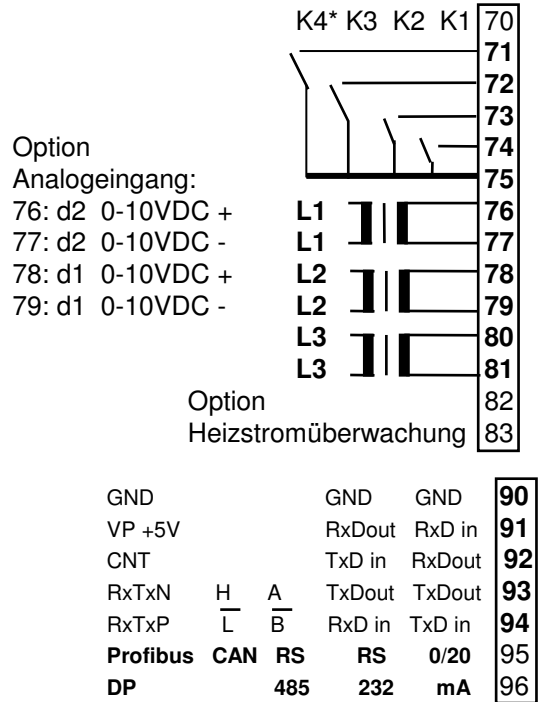 K4* K3 K2 K1 70
71
72
73
Option 74
Analogeingang: 75
76: d2 0-10VDC + L1 76
77: d2 0-10VDC - L1 77
78: d1 0-10VDC + L2 78
79: d1 0-10VDC - L2 79
L3 80
L3 81
Option 82
Heizstromüberwachung 83
GND GND GND 90
VP +5V RxDout RxD in 91
CNT TxD in RxDout 92
RxTxN H A TxDout TxDout 93
RxTxP L B RxD in TxD in 94
Profibus CAN RS RS 0/20 95
DP 485 232 mA 96